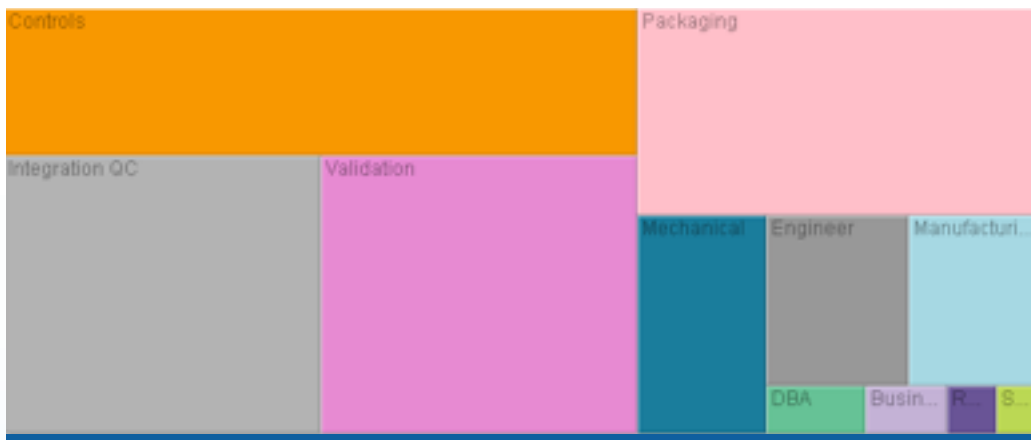 Controls
Packaging
Integration QC
Validation
Mechanical
Engineer
Manufacturi...
DBA
Busin...
R...
S...